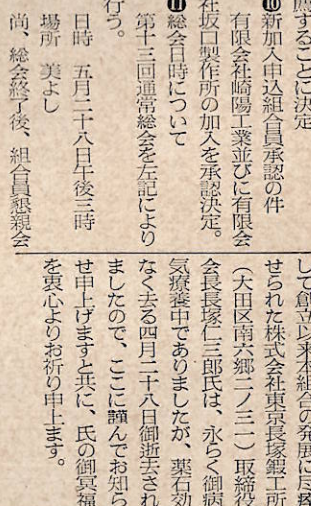 応することに決定
❿新加入申込組合員承認の件
有限会社崎陽工業並びに有限会
社坂口製作所の加入を承認決定。
⓫総会日時について
第十三回通常総会を左記により
行う。
日時　五月二十八日午後三時
場所　美よし
尚、総会終了後、組合員懇親会
して創立以来本組合の発展に尽瘁
せられた株式会社東京長塚鍛工所
（大田区南六郷二ノ三一）取締役
会長長塚仁三郎氏は、永らく御病
気療養中でありましたが、薬石効
なく去る四月二十八日御逝去され
ましたので、ここに謹んでお知ら
せ申上げますと共に、氏の御冥福
を衷心よりお祈り申上ます。